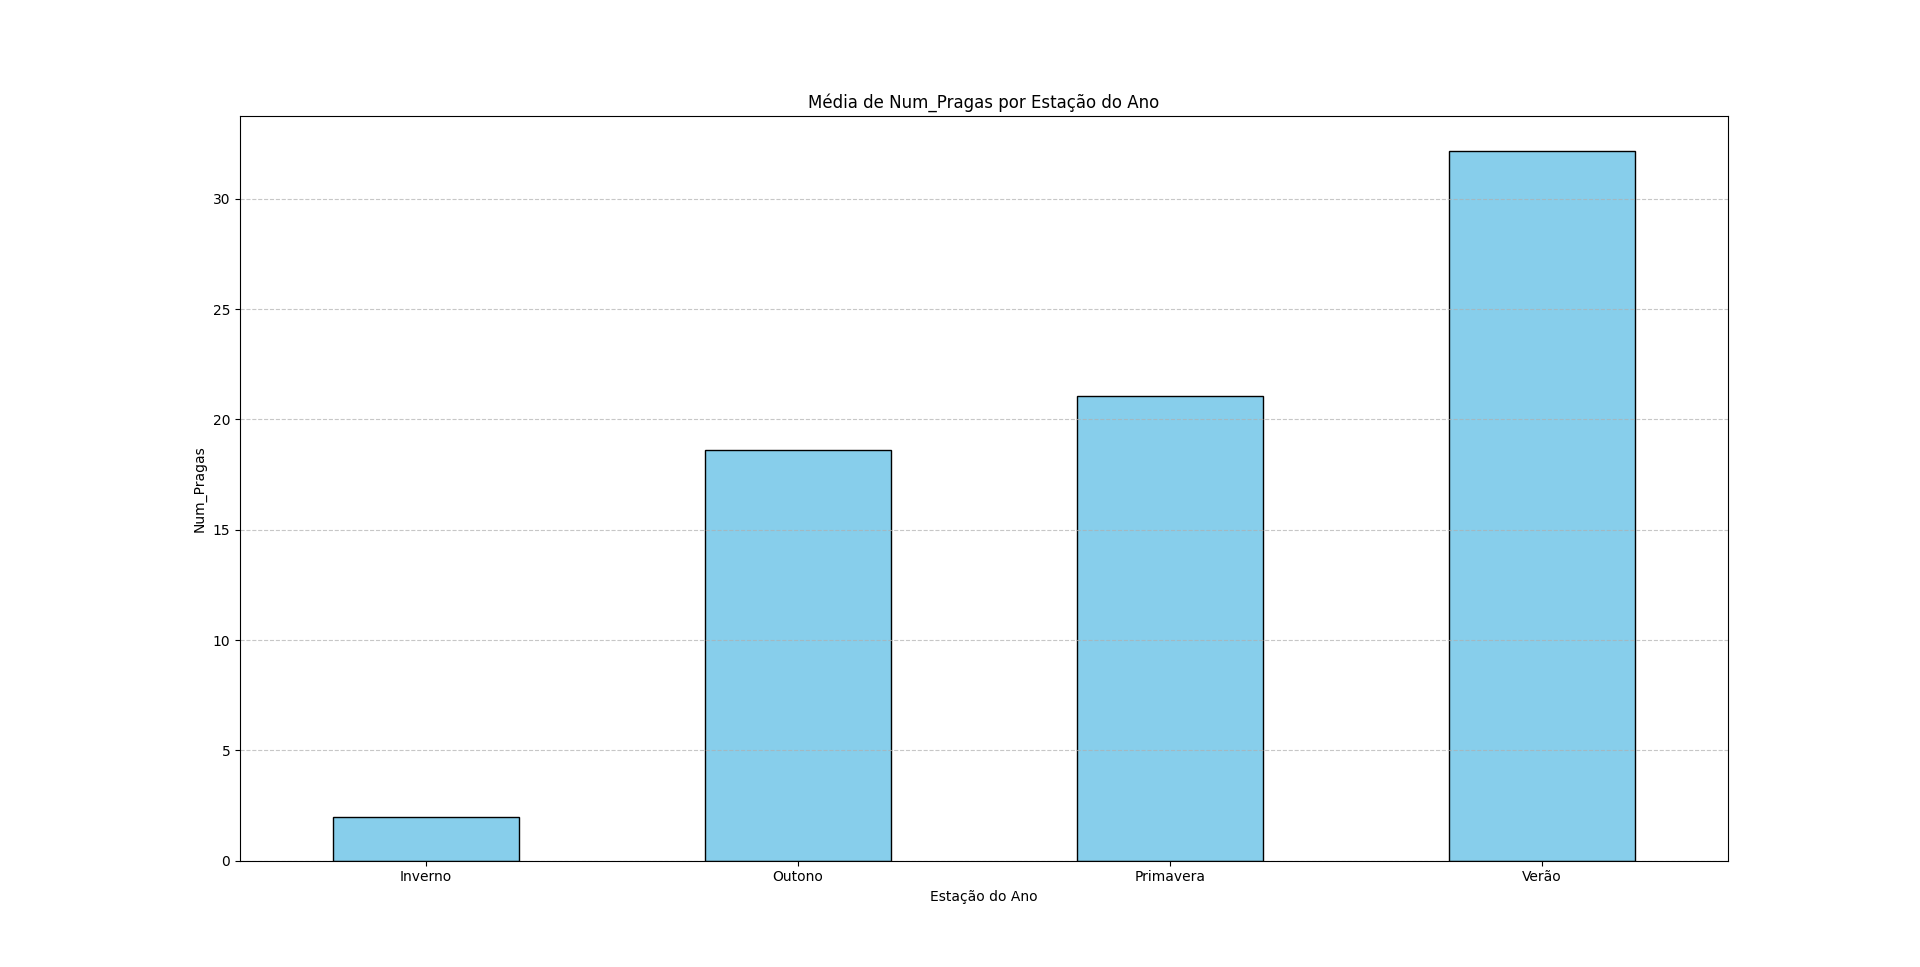 Média de Num_Pragas por Estação do Ano
Num_Pragas
30
25
20
15
10
5
0
Inverno Outono Primavera Verão
Estação do Ano